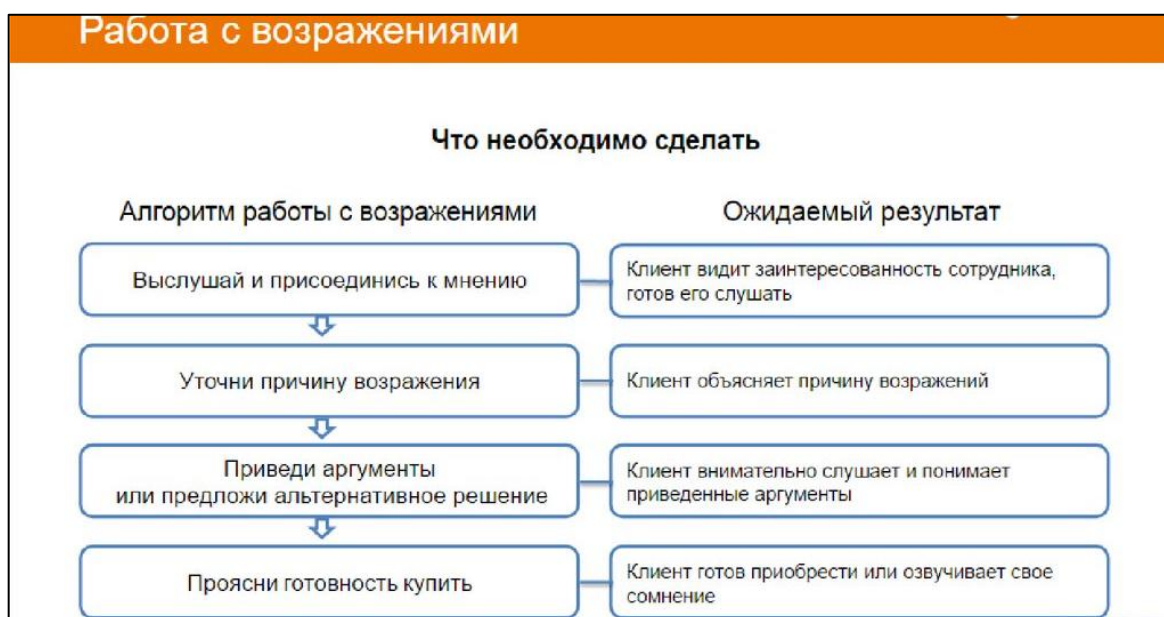 Работа с возражениями
Что необходимо сделать
Алгоритм работы с возражениями
Ожидаемый результат
Выслушай и присоединись к мнению
Клиент видит заинтересованность сотрудника,
готов его слушать
Уточни причину возражения
Клиент объясняет причину возражений
Приведи аргументы
или предложи альтернативное решение
Клиент внимательно слушает и понимает
приведенные аргументы
Проясни готовность купить
Клиент готов приобрести или озвучивает свое
сомнение